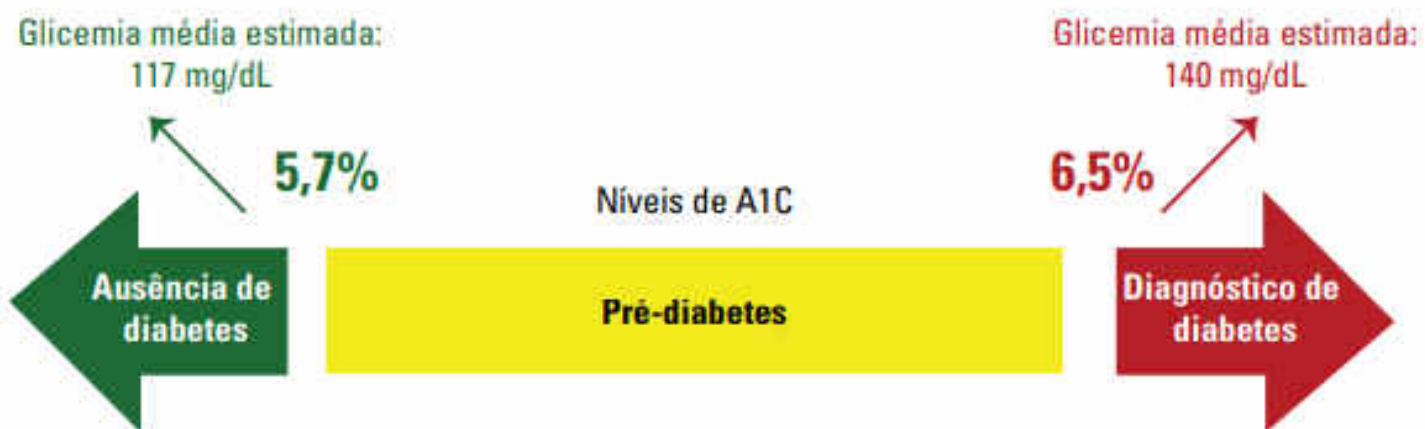 Glicemia média estimada:
117 mg/dL
Glicemia média estimada:
140 mg/dL
5,7%
6,5%
Níveis de A1C
Ausência de
diabetes
Pré-diabetes
Diagnóstico de
diabetes